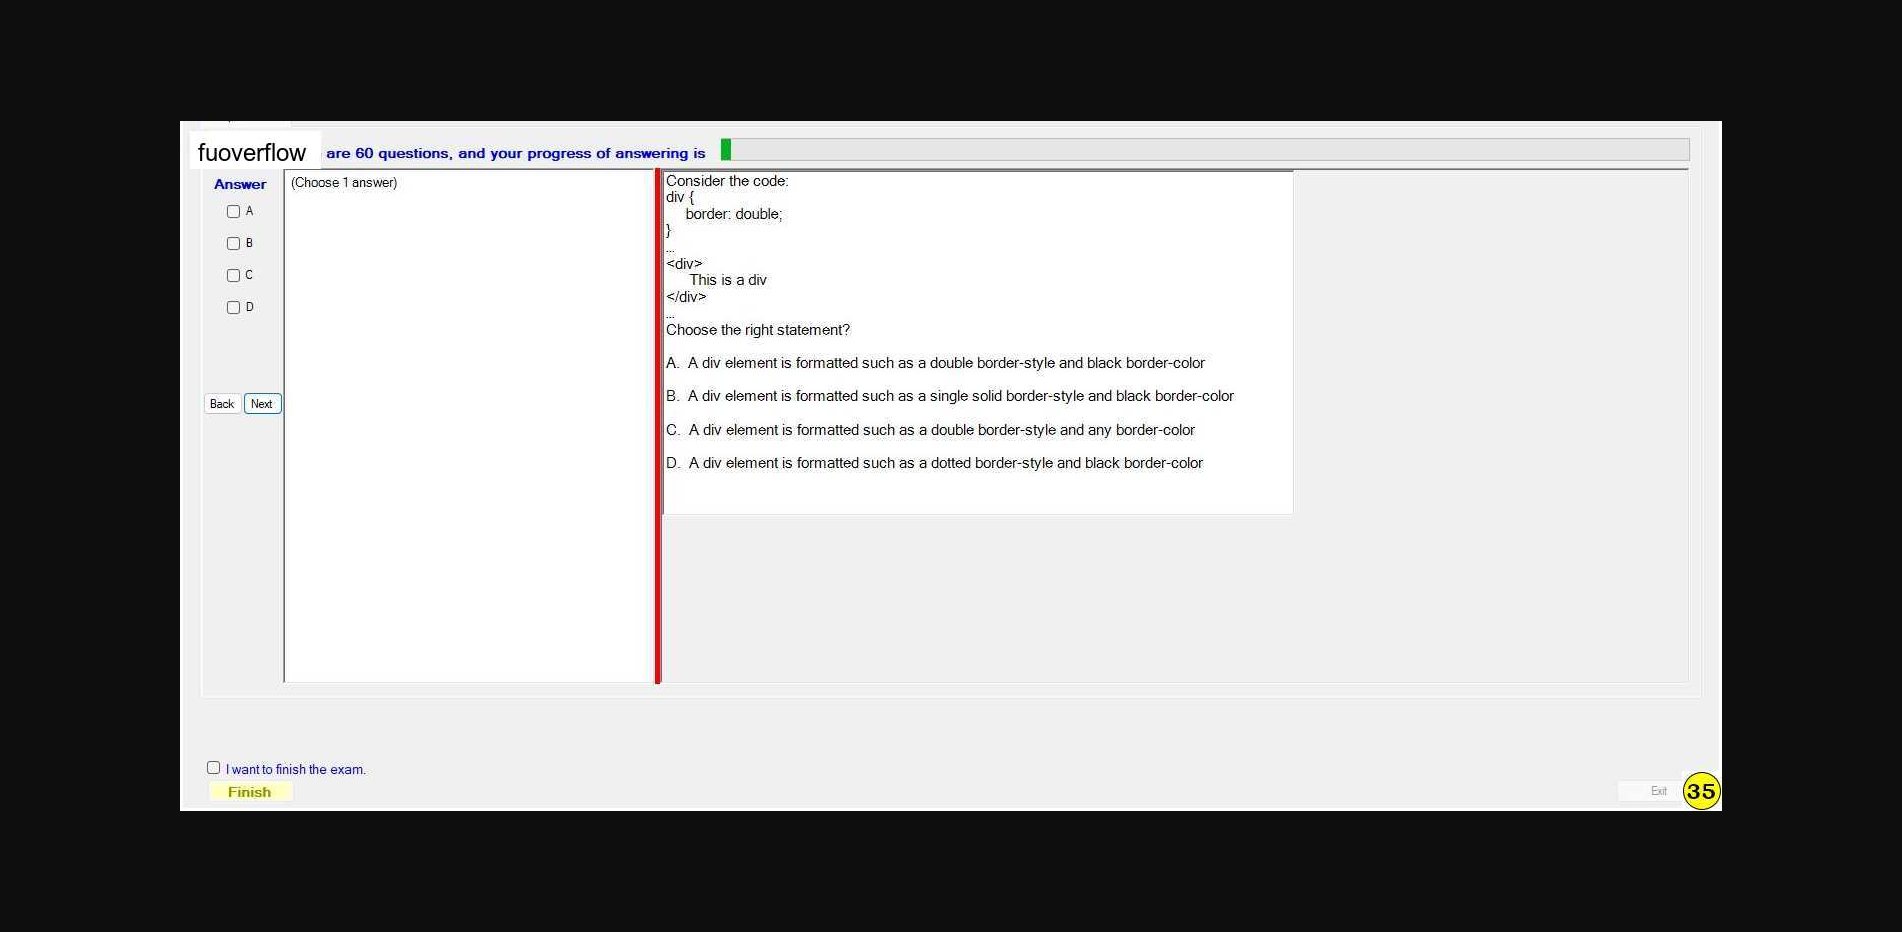 fuoverflow are 60 questions, and your progress of answering is
Answer
A
B
C
D
Back Next
(Choose 1 answer)
Consider the code:
div {
border: double;
}
...
<div>
This is a div
</div>
...
Choose the right statement?
A. A div element is formatted such as a double border-style and black border-color
B. A div element is formatted such as a single solid border-style and black border-color
C. A div element is formatted such as a double border-style and any border-color
D. A div element is formatted such as a dotted border-style and black border-color
I want to finish the exam.
Finish
Exit 35